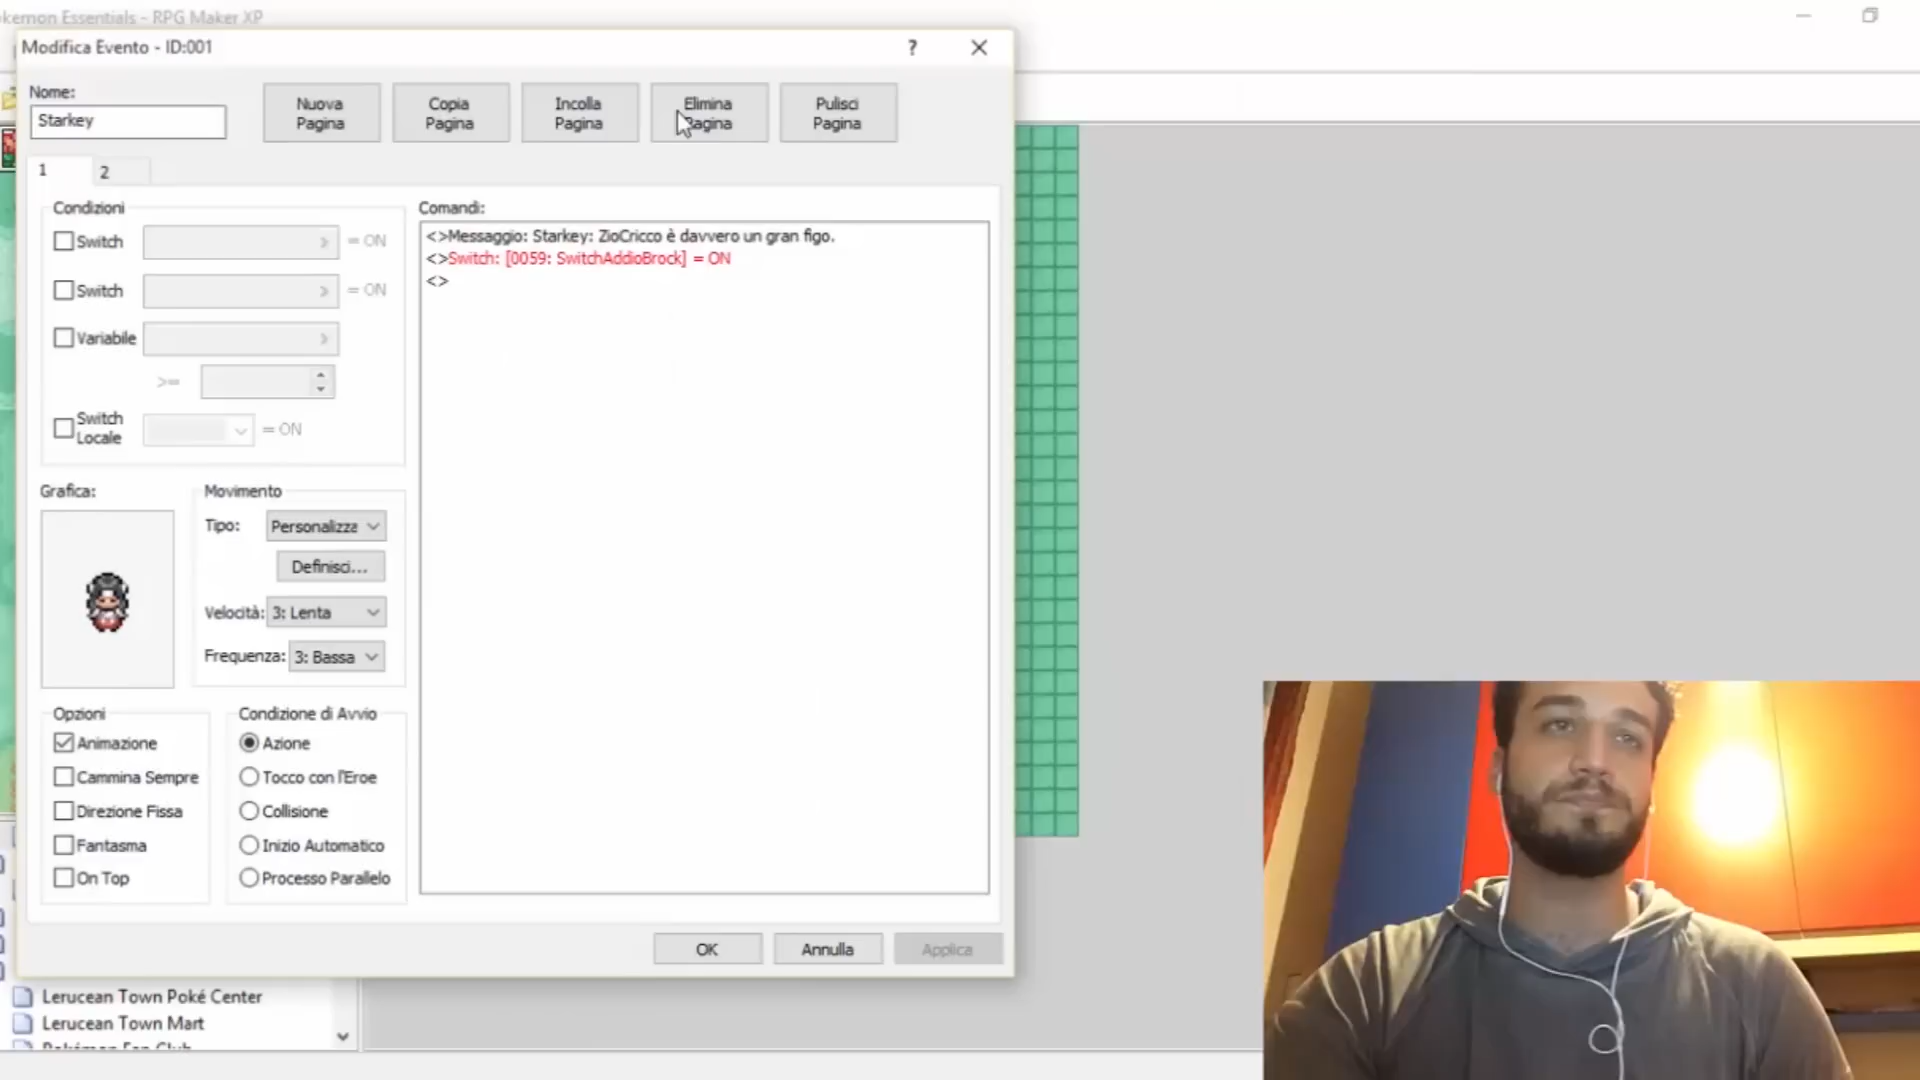 kemon Essentials - RPG Maker XP
Modifica Evento - ID:001
?
Nome:
Starkey
Nuova Pagina
Copia Pagina
Incolla Pagina
Elimina Pagina
Pulisci Pagina
1
2
Condizioni
Switch = ON
Switch = ON
Variabile
>=
Switch Locale = ON
Comandi:
<>Messaggio: Starkey: ZioCricco è davvero un gran figo.
<>Switch: [0059: SwitchAddioBrock] = ON
<>
Grafica:
Movimento
Tipo: Personalizza
Definisci...
Velocità: 3: Lenta
Frequenza: 3: Bassa
Opzioni
Animazione
Cammina Sempre
Direzione Fissa
Fantasma
On Top
Condizione di Avvio
Azione
Tocco con l'Eroe
Collisione
Inizio Automatico
Processo Parallelo
OK
Annulla
Applica
Lerucean Town Poké Center
Lerucean Town Mart
Pokémon Fan Club